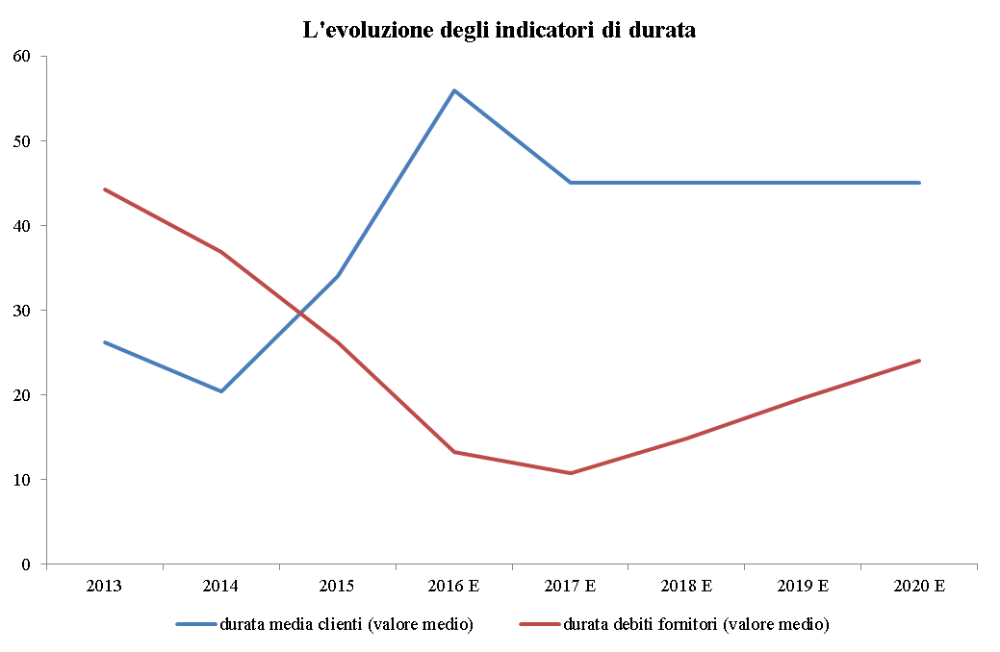 L'evoluzione degli indicatori di durata
60
50
40
30
20
10
0
2013 2014 2015 2016 E 2017 E 2018 E 2019 E 2020 E
durata media clienti (valore medio) durata debiti fornitori (valore medio)